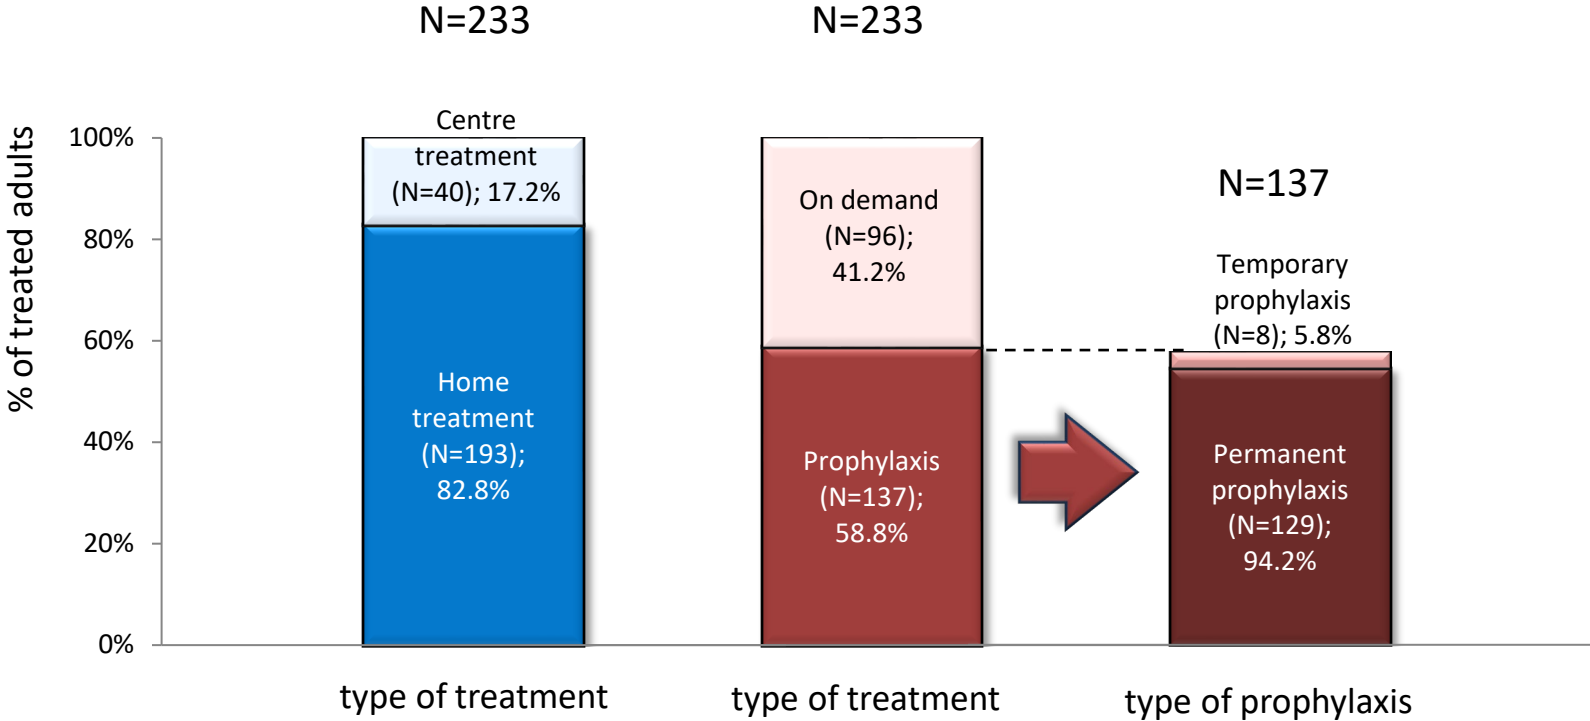 N=233
N=233
N=137
% of treated adults
100%
80%
60%
40%
20%
0%
Centre
treatment
(N=40); 17.2%
Home
treatment
(N=193);
82.8%
On demand
(N=96);
41.2%
Prophylaxis
(N=137);
58.8%
Temporary
prophylaxis
(N=8); 5.8%
Permanent
prophylaxis
(N=129);
94.2%
type of treatment
type of treatment
type of prophylaxis